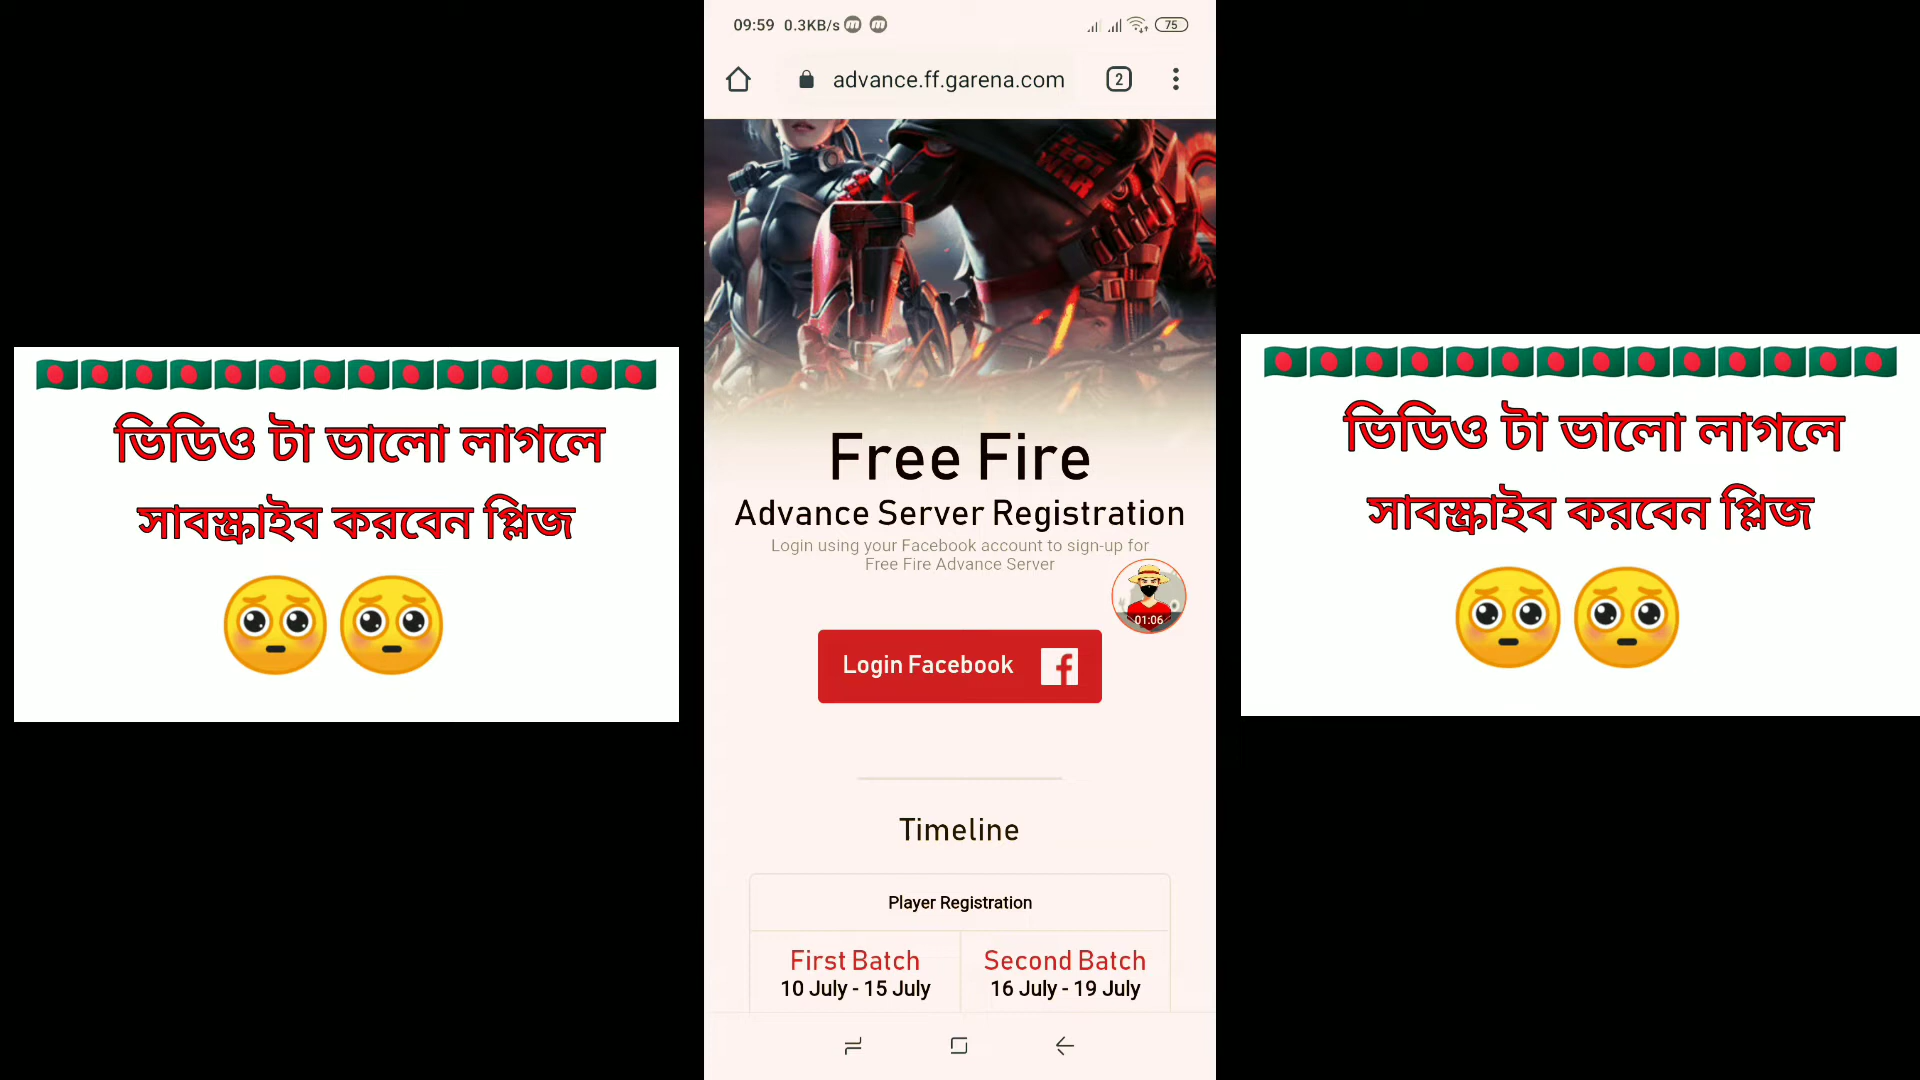 09:59 0.3KB/s
75
advance.ff.garena.com
2
Free Fire
Advance Server Registration
Login using your Facebook account to sign-up for
Free Fire Advance Server
01:06
Login Facebook
Timeline
Player Registration
First Batch
10 July - 15 July
Second Batch
16 July - 19 July
ভিডিও টা ভালো লাগলে
সাবস্ক্রাইব করবেন প্লিজ
ভিডিও টা ভালো লাগলে
সাবস্ক্রাইব করবেন প্লিজ